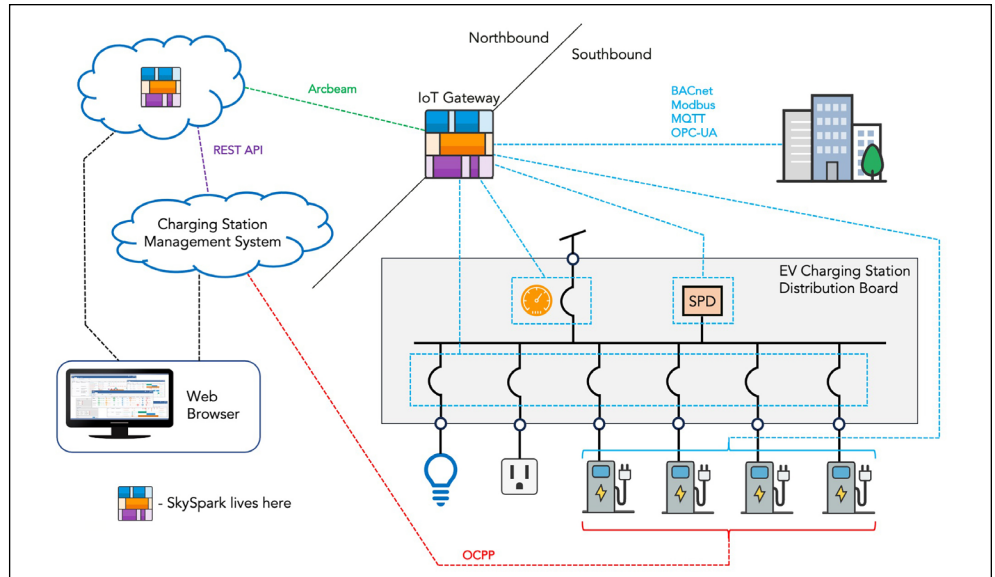 Northbound
Southbound
IoT Gateway
Arcbeam
BACnet
Modbus
MQTT
OPC-UA
REST API
Charging Station
Management System
EV Charging Station
Distribution Board
SPD
Web
Browser
- SkySpark lives here
OCPP